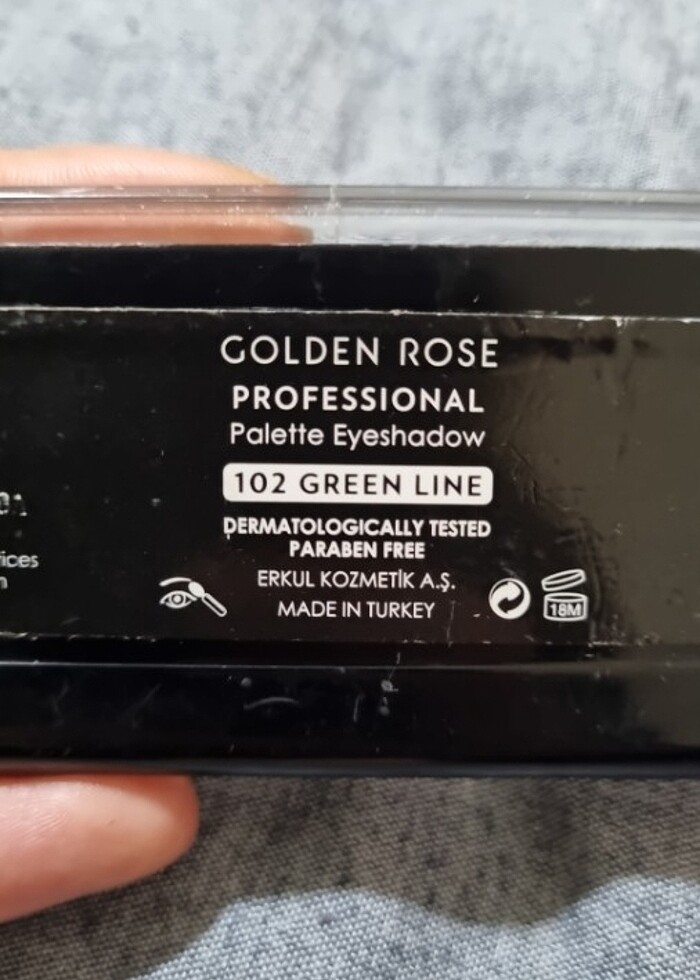 GOLDEN ROSE
PROFESSIONAL
Palette Eyeshadow
102 GREEN LINE
DERMATOLOGICALLY TESTED
PARABEN FREE
ERKUL KOZMETİK A.Ş.
MADE IN TURKEY
18M